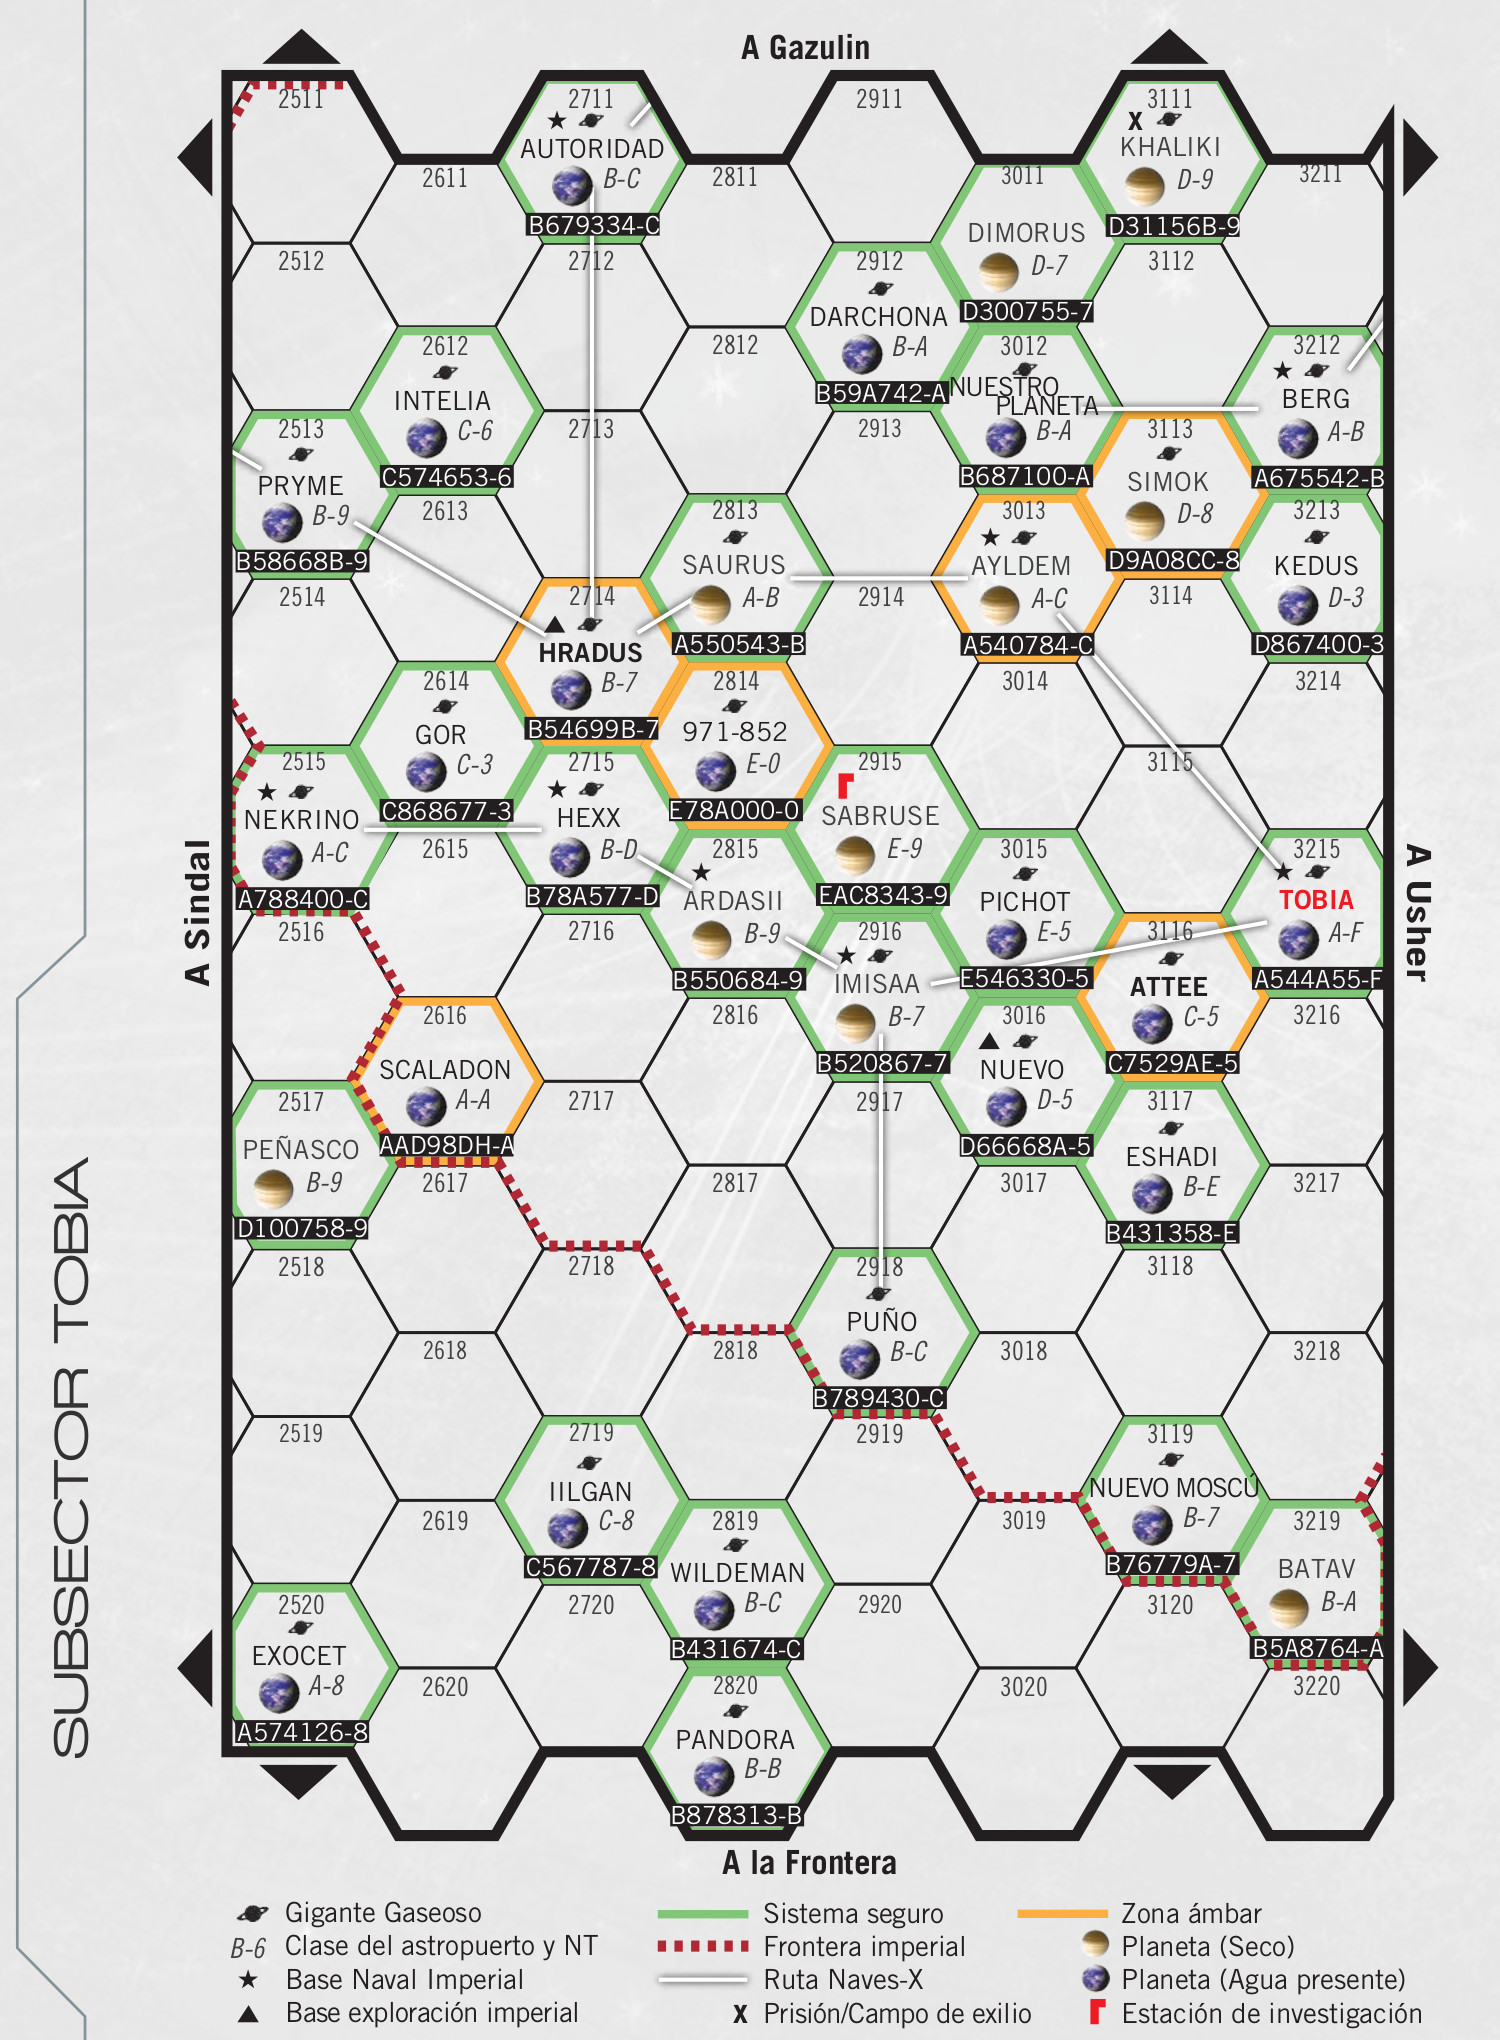 A Gazulin
2511
2711
AUTORIDAD
B-C
B679334-C
2911
3111
X
KHALIKI
D-9
D31156B-9
2611
2811
3011
DIMORUS
D-7
D300755-7
3211
2512
2712
2912
DARCHONA
B-A
B59A742-A
3112
2612
INTELIA
C-6
C574653-6
2812
3012
NUESTRO
PLANETA
B-A
B687100-A
3212
BERG
A-B
A675542-B
2513
PRYME
B-9
B58668B-9
2713
2913
3113
SIMOK
D-8
D9A08CC-8
2613
2813
SAURUS
A-B
A550543-B
3013
AYLDEM
A-C
A540784-C
3213
KEDUS
D-3
D867400-3
2514
2714
HRADUS
B-7
B54699B-7
2914
3114
2614
GOR
C-3
C868677-3
2814
971-852
E-0
E78A000-0
3014
3214
2515
NEKRINO
A-C
A788400-C
2715
HEXX
B-D
B78A577-D
2915
SABRUSE
E-9
EAC8343-9
3115
2615
2815
ARDASII
B-9
B550684-9
3015
PICHOT
E-5
E546330-5
3215
TOBIA
A-F
A544A55-F
A Sindal
A Usher
2516
2716
2916
IMISAA
B-7
B520867-7
3116
ATTEE
C-5
C7529AE-5
2616
SCALADON
A-A
AAD98DH-A
2816
3016
NUEVO
D-5
D66668A-5
3216
2517
PEÑASCO
B-9
D100758-9
2717
2917
3117
ESHADI
B-E
B431358-E
2617
2817
3017
3217
2518
2718
2918
PUÑO
B-C
B789430-C
3118
2618
2818
3018
3218
2519
2719
IILGAN
C-8
C567787-8
2919
3119
NUEVO MOSCÚ
B-7
B76779A-7
2619
2819
WILDEMAN
B-C
B431674-C
3019
3219
BATAV
B-A
B5A8764-A
2520
EXOCET
A-8
A574126-8
2720
2920
3120
2620
2820
PANDORA
B-B
B878313-B
3020
3220
SUBSECTOR TOBIA
A la Frontera
Gigante Gaseoso
Sistema seguro
Zona ámbar
B-6 Clase del astropuerto y NT
Frontera imperial
Planeta (Seco)
Base Naval Imperial
Ruta Naves-X
Planeta (Agua presente)
Base exploración imperial
X Prisión/Campo de exilio
Estación de investigación